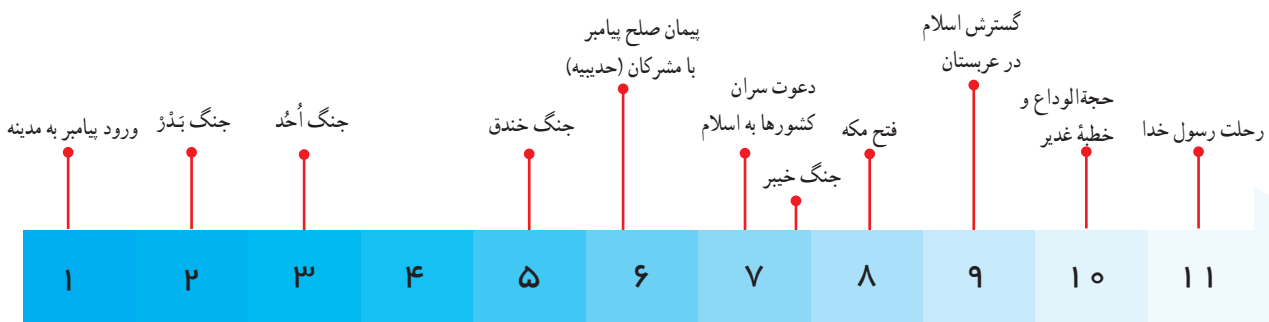 ورود پیامبر به مدینه
جنگ بَدْرْ
جنگ اُحُد
جنگ خندق
پیمان صلح پیامبر
با مشرکان (حدیبیه)
دعوت سران
کشورها به اسلام
جنگ خیبر
فتح مکه
گسترش اسلام
در عربستان
حجةالوداع و
خطبهٔ غدیر
رحلت رسول خدا
۱ ۲ ۳ ۴ ۵ ۶ ۷ ۸ ۹ ۱۰ ۱۱